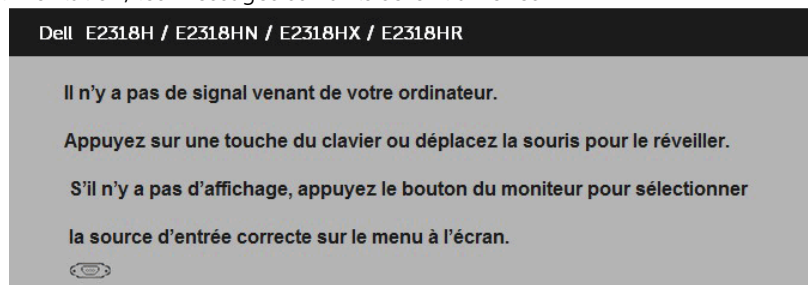 Dell E2318H / E2318HN / E2318HX / E2318HR
Il n'y a pas de signal venant de votre ordinateur.
Appuyez sur une touche du clavier ou déplacez la souris pour le réveiller.
S'il n'y a pas d'affichage, appuyez le bouton du moniteur pour sélectionner
la source d'entrée correcte sur le menu à l'écran.